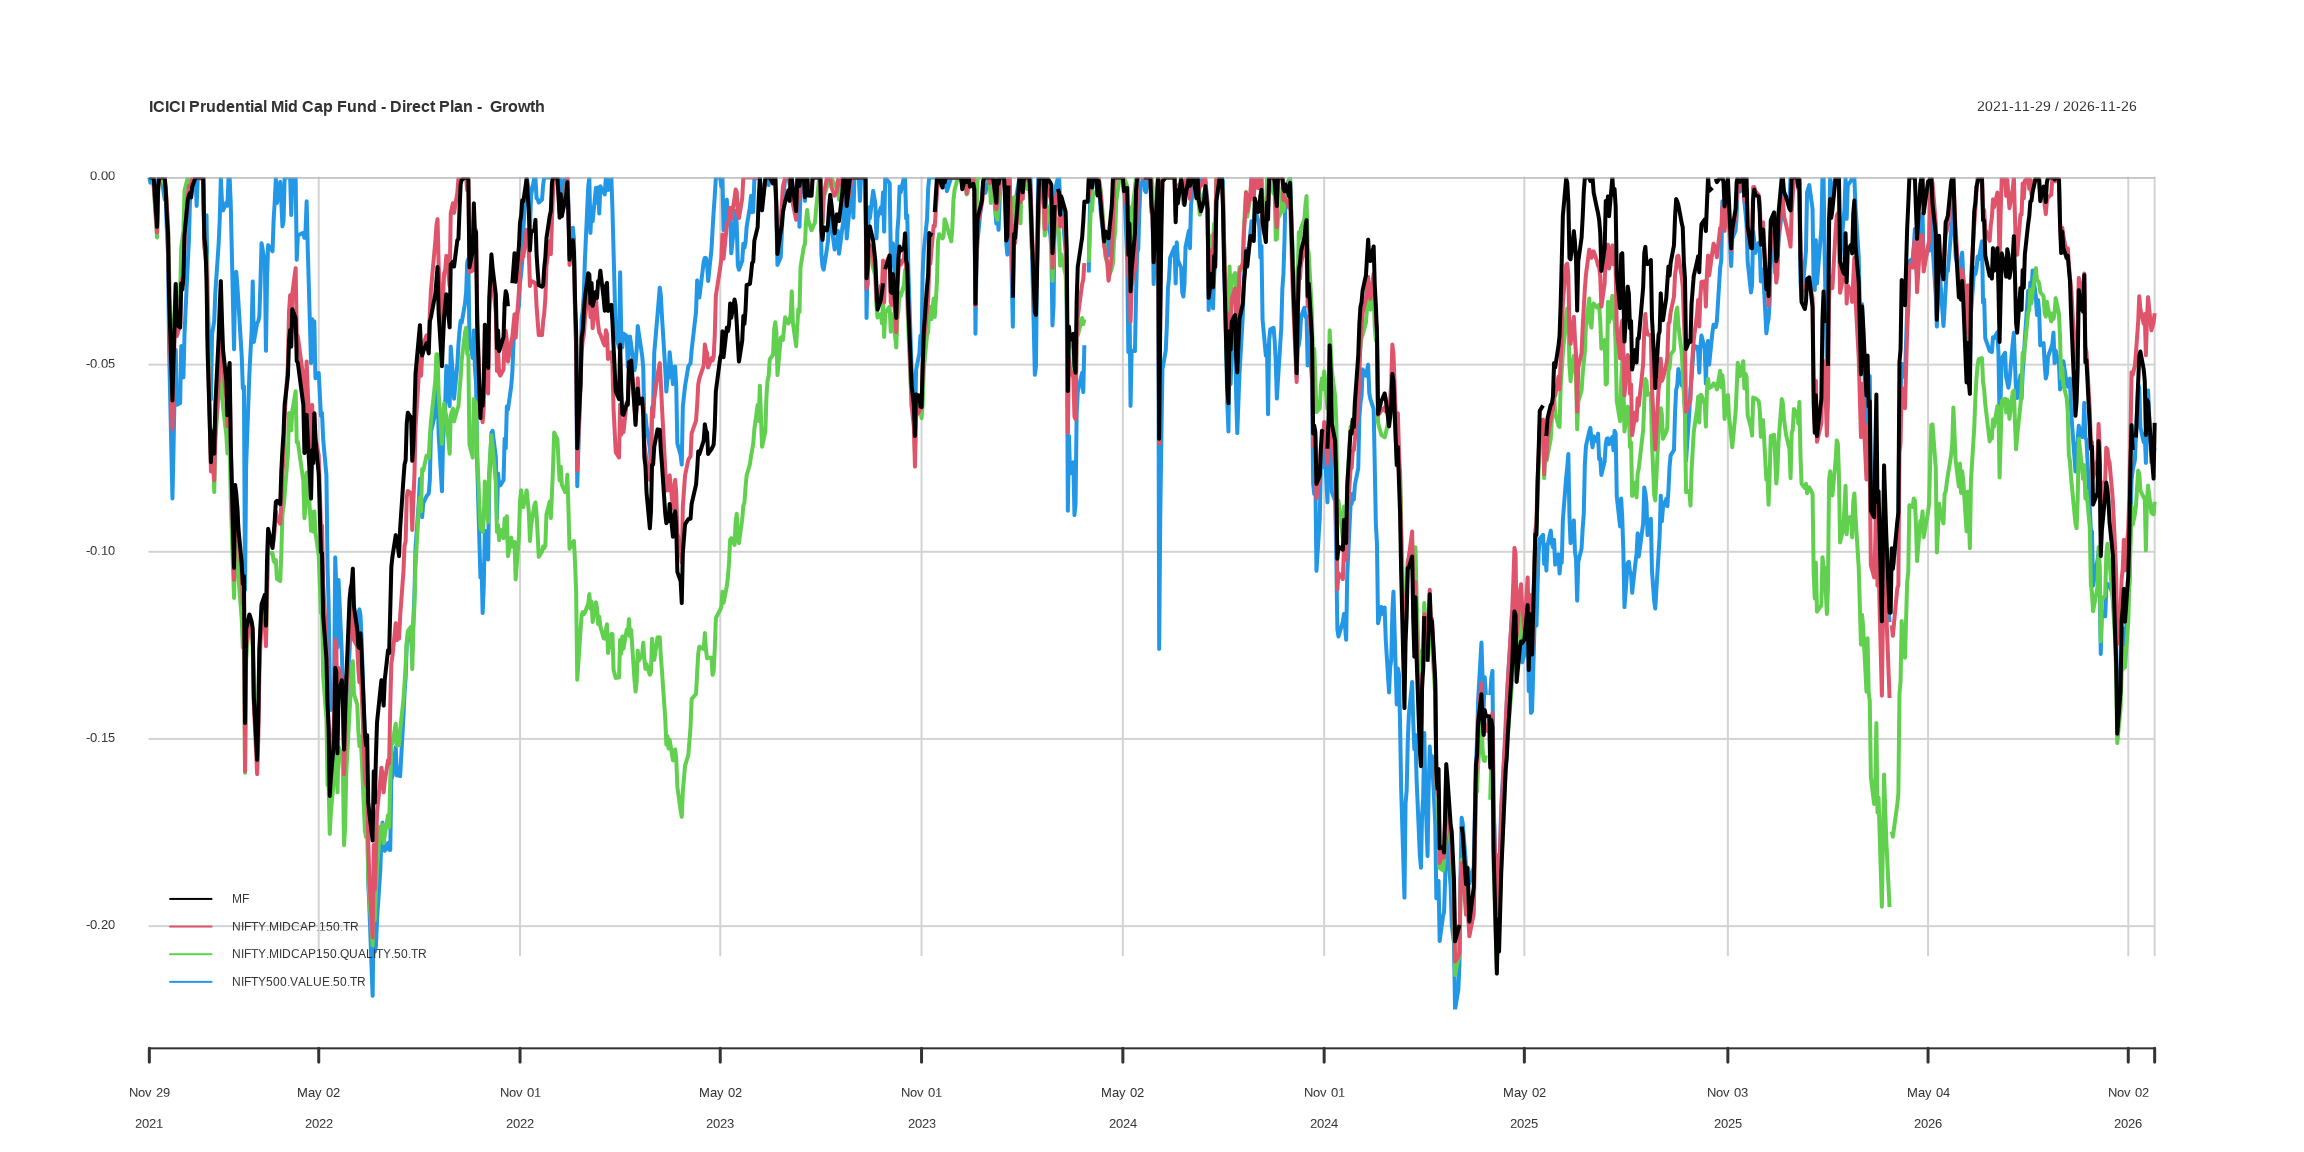 ICICI Prudential Mid Cap Fund - Direct Plan - Growth
2021-11-29 / 2026-11-26
0.00
-0.05
-0.10
-0.15
-0.20
MF
NIFTY.MIDCAP.150.TR
NIFTY.MIDCAP150.QUALITY.50.TR
NIFTY500.VALUE.50.TR
Nov 29 May 02 Nov 01 May 02 Nov 01 May 02 Nov 01 May 02 Nov 03 May 04 Nov 02
2021 2022 2022 2023 2023 2024 2024 2025 2025 2026 2026